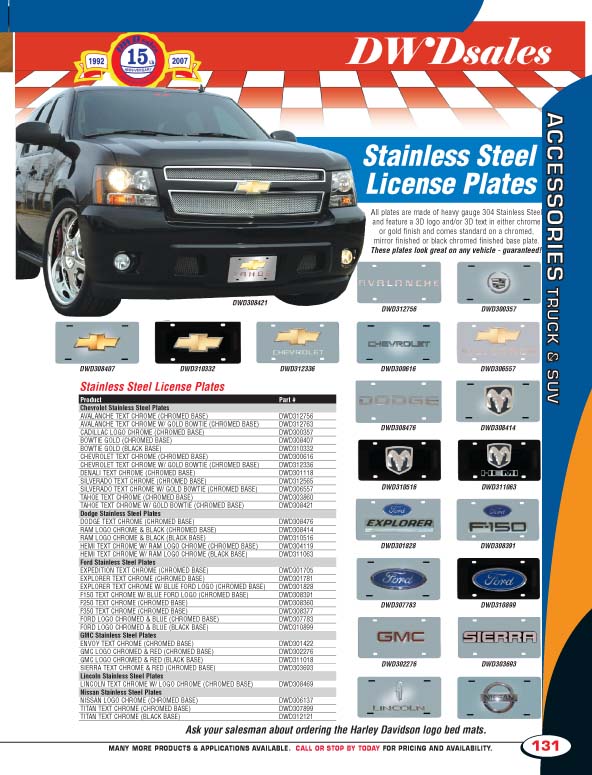 1992
15th
ANNIVERSARY
2007
DWDsales
ACCESSORIES TRUCK & SUV
Stainless Steel
License Plates
All plates are made of heavy gauge 304 Stainless Steel
and feature a 3D logo and/or 3D text in either chrome
or gold finish and comes standard on a chromed,
mirror finished or black chromed finished base plate.
These plates look great on any vehicle - guaranteed!
TAHOE
DWD308421
AVALANCHE
DWD312756
DWD300357
DWD308407
DWD310332
CHEVROLET
DWD312336
CHEVROLET
DWD300616
DWD306557
DODGE
DWD308476
DWD308414
DWD310516
HEMI
DWD311063
Ford
EXPLORER
DWD301828
Ford
F-150
DWD308391
Ford
DWD307783
Ford
DWD310899
GMC
DWD302276
SIERRA
DWD303693
LINCOLN
NISSAN
Stainless Steel License Plates
Product Part #
Chevrolet Stainless Steel Plates
AVALANCHE TEXT CHROME (CHROMED BASE) DWD312756
AVALANCHE TEXT CHROME W/ GOLD BOWTIE (CHROMED BASE) DWD312763
CADILLAC LOGO CHROME (CHROMED BASE) DWD300357
BOWTIE GOLD (CHROMED BASE) DWD308407
BOWTIE GOLD (BLACK BASE) DWD310332
CHEVROLET TEXT CHROME (CHROMED BASE) DWD300616
CHEVROLET TEXT CHROME W/ GOLD BOWTIE (CHROMED BASE) DWD312336
DENALI TEXT CHROME (CHROMED BASE) DWD301118
SILVERADO TEXT CHROME (CHROMED BASE) DWD312565
SILVERADO TEXT CHROME W/ GOLD BOWTIE (CHROMED BASE) DWD306557
TAHOE TEXT CHROME (CHROMED BASE) DWD303860
TAHOE TEXT CHROME W/ GOLD BOWTIE (CHROMED BASE) DWD308421
Dodge Stainless Steel Plates
DODGE TEXT CHROME (CHROMED BASE) DWD308476
RAM LOGO CHROME & BLACK (CHROMED BASE) DWD308414
RAM LOGO CHROME & BLACK (BLACK BASE) DWD310516
HEMI TEXT CHROME W/ RAM LOGO CHROME (CHROMED BASE) DWD304119
HEMI TEXT CHROME W/ RAM LOGO CHROME (BLACK BASE) DWD311063
Ford Stainless Steel Plates
EXPEDITION TEXT CHROME (CHROMED BASE) DWD301705
EXPLORER TEXT CHROME (CHROMED BASE) DWD301781
EXPLORER TEXT CHROME W/ BLUE FORD LOGO (CHROMED BASE) DWD301828
F150 TEXT CHROME W/ BLUE FORD LOGO (CHROMED BASE) DWD308391
F250 TEXT CHROME (CHROMED BASE) DWD308360
F350 TEXT CHROME (CHROMED BASE) DWD308377
FORD LOGO CHROMED & BLUE (CHROMED BASE) DWD307783
FORD LOGO CHROMED & BLUE (BLACK BASE) DWD310899
GMC Stainless Steel Plates
ENVOY TEXT CHROME (CHROMED BASE) DWD301422
GMC LOGO CHROMED & RED (CHROMED BASE) DWD302276
GMC LOGO CHROMED & RED (BLACK BASE) DWD311018
SIERRA TEXT CHROME & RED (CHROMED BASE) DWD303693
Lincoln Stainless Steel Plates
LINCOLN TEXT CHROME W/ LOGO CHROME (CHROMED BASE) DWD308469
Nissan Stainless Steel Plates
NISSAN LOGO CHROME (CHROMED BASE) DWD306137
TITAN TEXT CHROME (CHROMED BASE) DWD307899
TITAN TEXT CHROME (BLACK BASE) DWD312121
Ask your salesman about ordering the Harley Davidson logo bed mats.
MANY MORE PRODUCTS & APPLICATIONS AVAILABLE. CALL OR STOP BY TODAY FOR PRICING AND AVAILABILITY.
131